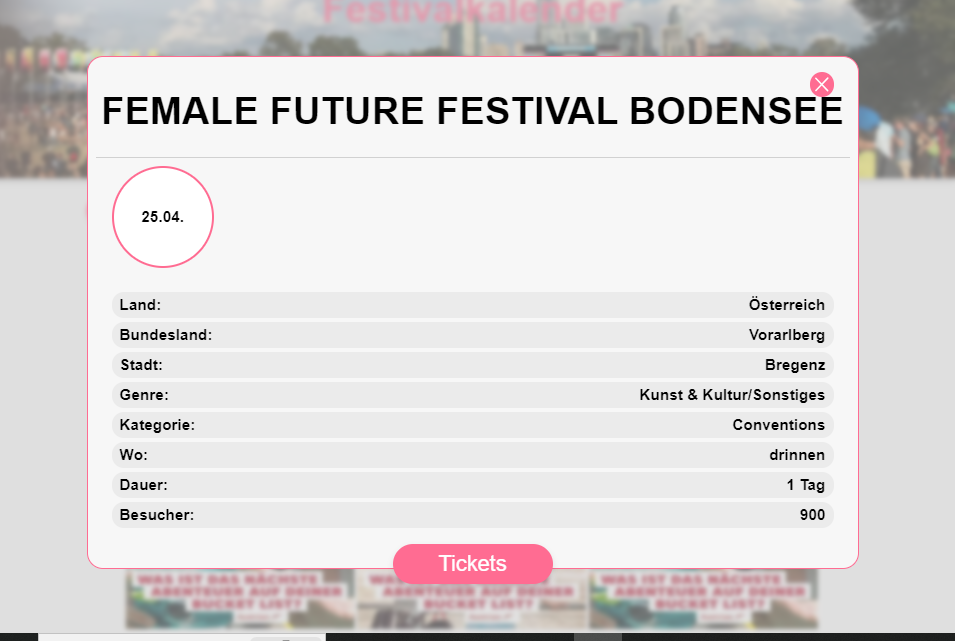 Festivalkalender
FEMALE FUTURE FESTIVAL BODENSEE
25.04.
Land: Österreich
Bundesland: Vorarlberg
Stadt: Bregenz
Genre: Kunst & Kultur/Sonstiges
Kategorie: Conventions
Wo: drinnen
Dauer: 1 Tag
Besucher: 900
Tickets
WAS IST DAS NÄCHSTE WAS IST DAS NÄCHSTE WAS IST DAS NÄCHSTE
ABENTEUER AUF DEINER ABENTEUER AUF DEINER ABENTEUER AUF DEINER
BUCKET LIST? BUCKET LIST? BUCKET LIST?